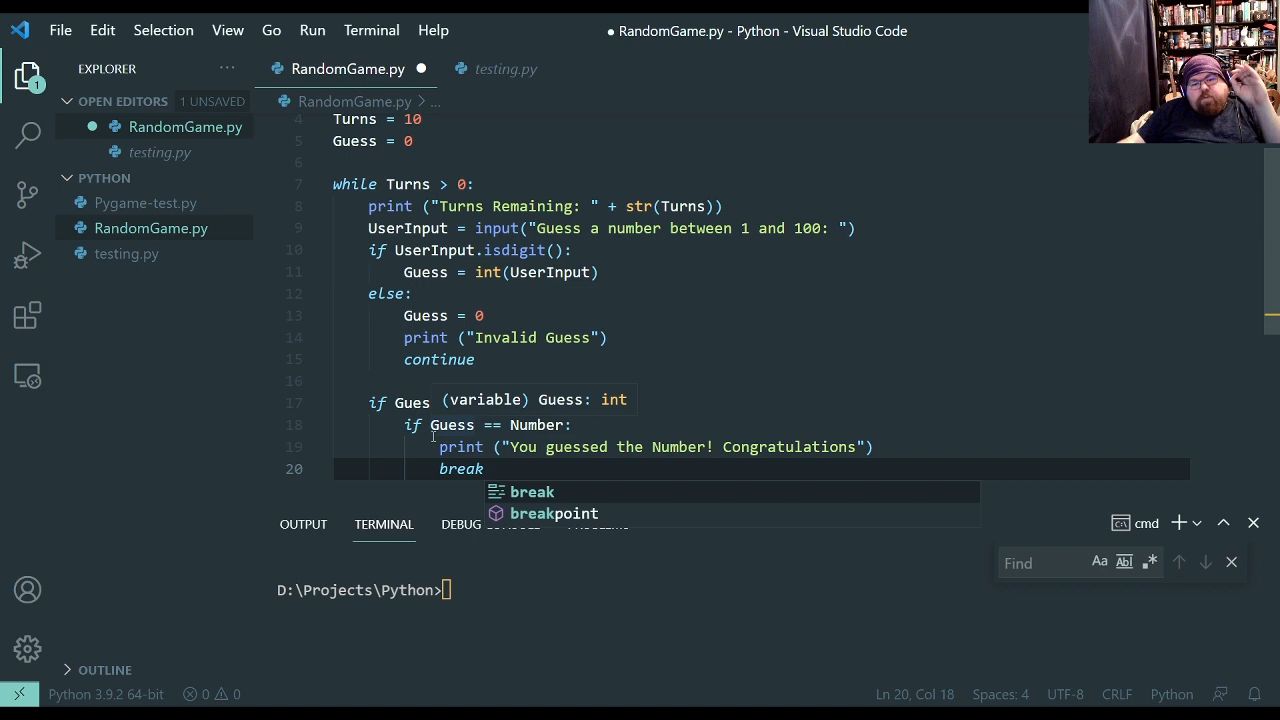 File Edit Selection View Go Run Terminal Help
● RandomGame.py - Python - Visual Studio Code
EXPLORER ···
RandomGame.py ●
testing.py
OPEN EDITORS 1 UNSAVED
RandomGame.py > ...
● RandomGame.py
testing.py
PYTHON
Pygame-test.py
RandomGame.py
testing.py
1
4 Turns = 10
5 Guess = 0
6
7 while Turns > 0:
8 print ("Turns Remaining: " + str(Turns))
9 UserInput = input("Guess a number between 1 and 100: ")
10 if UserInput.isdigit():
11 Guess = int(UserInput)
12 else:
13 Guess = 0
14 print ("Invalid Guess")
15 continue
16
17 if Gues
(variable) Guess: int
18 if Guess == Number:
19 print ("You guessed the Number! Congratulations")
20 break
break
breakpoint
OUTPUT TERMINAL DEBUG
cmd
Find Aa Abl .*
D:\Projects\Python>
OUTLINE
Python 3.9.2 64-bit 0 0 Ln 20, Col 18 Spaces: 4 UTF-8 CRLF Python